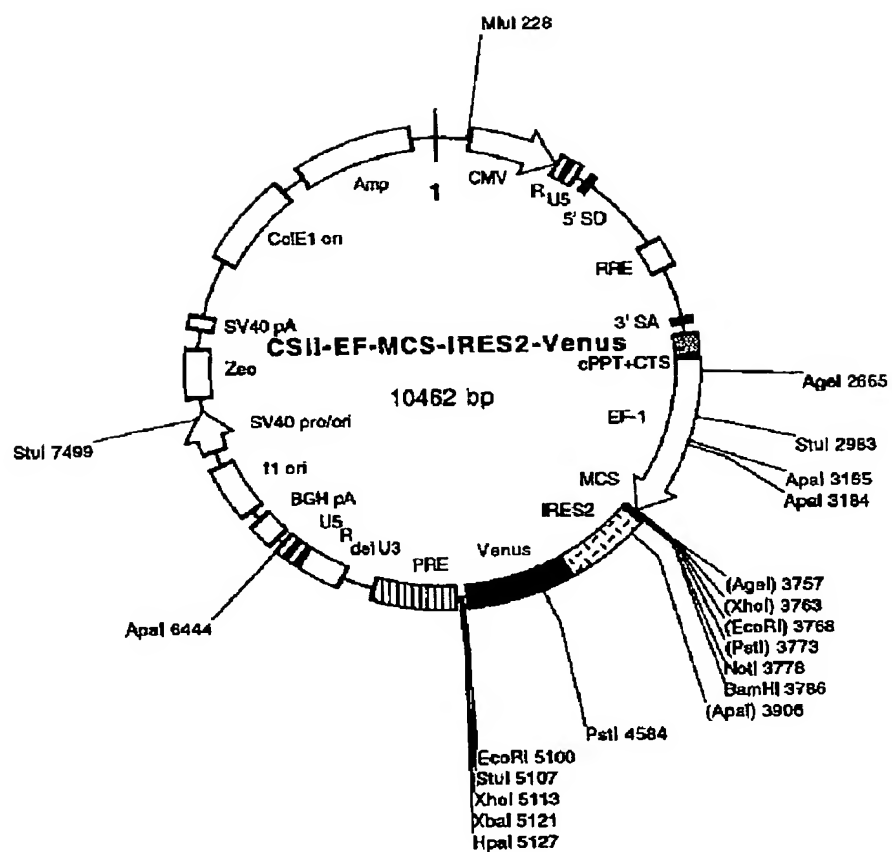 MluI 228
1
CMV
R
U5
5' SD
RRE
3' SA
cPPT+CTS
AgeI 2665
EF-1
StuI 2983
ApaI 3165
ApaI 3184
MCS
IRES2
(AgeI) 3757
(XhoI) 3763
(EcoRI) 3768
(PstI) 3773
NotI 3778
BamHI 3786
(ApaI) 3906
Venus
PstI 4584
EcoRI 5100
StuI 5107
XhoI 5113
XbaI 5121
HpaI 5127
PRE
del U3
R
U5
BGH pA
ApaI 6444
f1 ori
SV40 pro/ori
StuI 7499
Zeo
SV40 pA
ColE1 ori
Amp
CSII-EF-MCS-IRES2-Venus
10462 bp